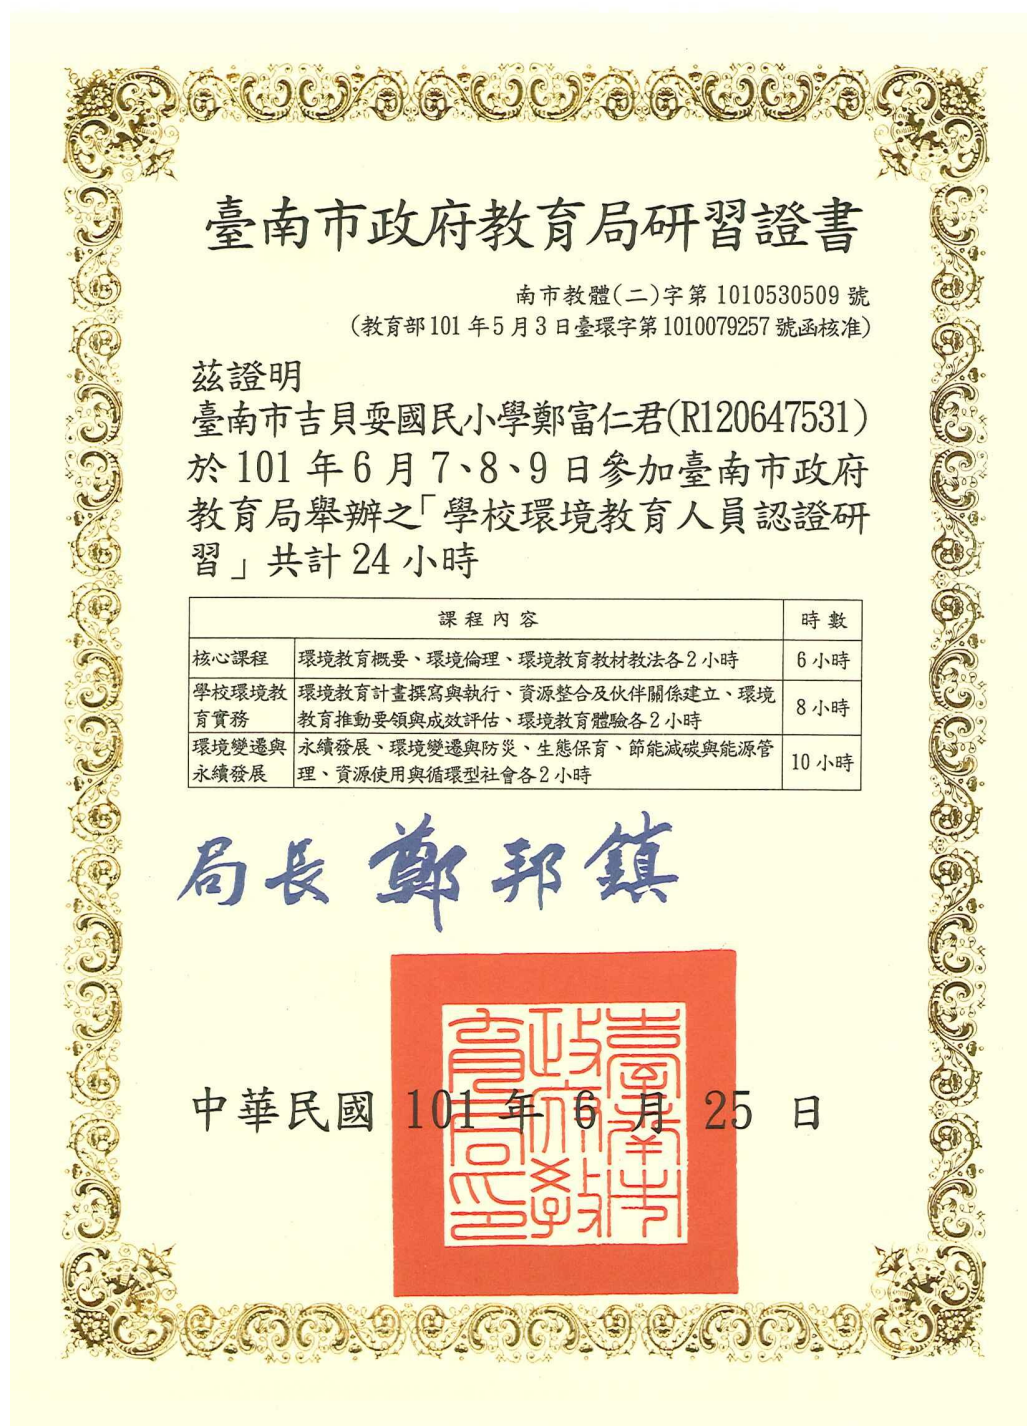 臺南市政府教育局研習證書
南市教體(二)字第 1010530509 號
(教育部101年5月3日臺環字第1010079257號函核准)
茲證明
臺南市吉貝耍國民小學鄭富仁君(R120647531)
於101年6月7、8、9日參加臺南市政府
教育局舉辦之「學校環境教育人員認證研
習」共計24小時
課程內容 時數
核心課程 環境教育概要、環境倫理、環境教育教材教法各2小時 6小時
學校環境教 環境教育計畫撰寫與執行、資源整合及伙伴關係建立、環境 8小時
育實務 教育推動要領與成效評估、環境教育體驗各2小時
環境變遷與 永續發展、環境變遷與防災、生態保育、節能減碳與能源管 10小時
永續發展 理、資源使用與循環型社會各2小時
局長 鄭邦鎮
中華民國 101 年 6 月 25 日
臺南市
政府教
育局印